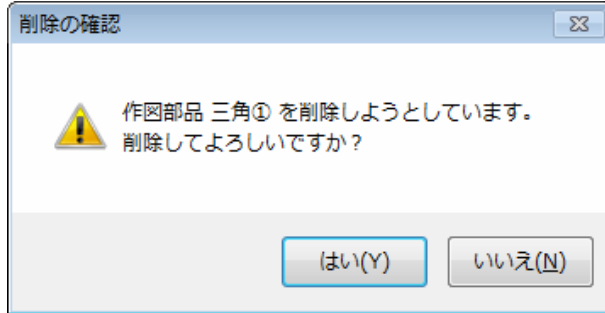 削除の確認
作図部品 三角① を削除しようとしています。
削除してよろしいですか？
はい(Y)
いいえ(N)